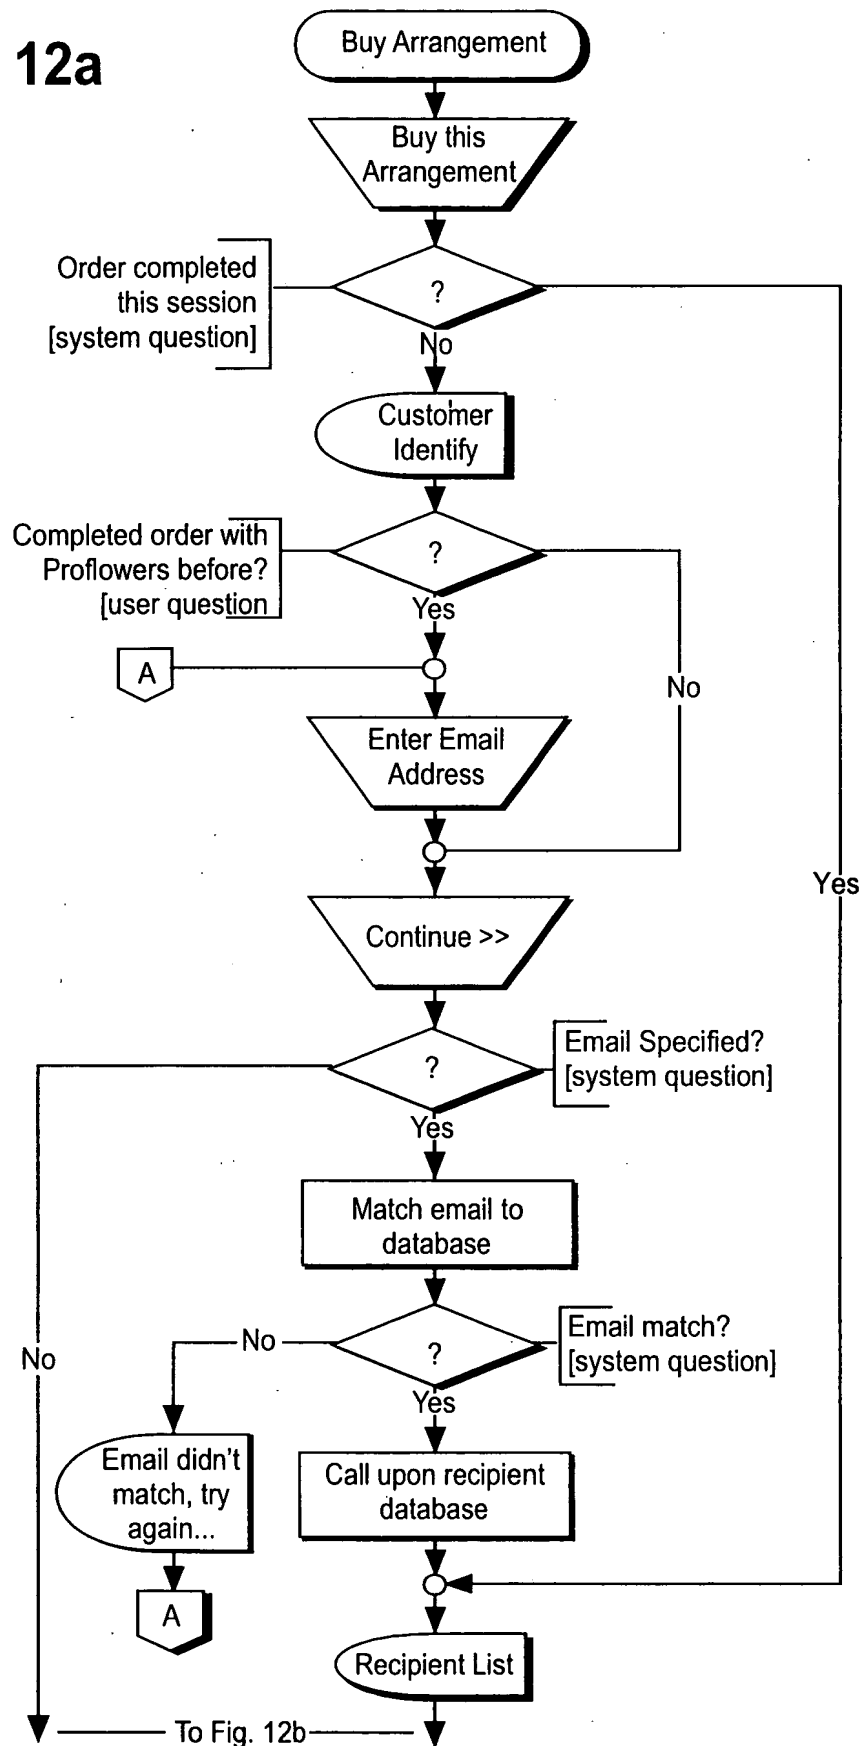 12a
Buy Arrangement
Buy this
Arrangement
Order completed
this session
[system question]
?
No
Customer
Identify
Completed order with
Proflowers before?
[user question
?
Yes
A
No
Enter Email
Address
Yes
Continue >>
?
Email Specified?
[system question]
Yes
Match email to
database
No
No
?
Email match?
[system question]
Yes
Email didn't
match, try
again...
Call upon recipient
database
A
Recipient List
To Fig. 12b